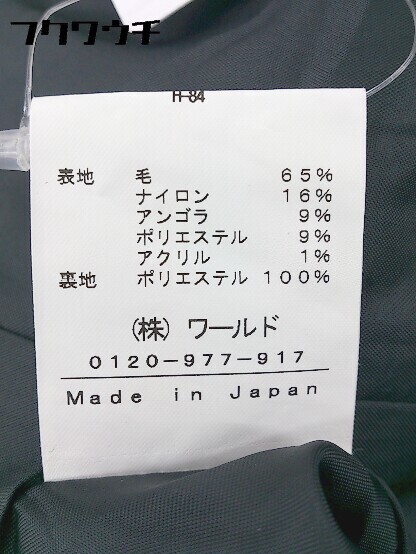 フクワウチ
H-84
表地 毛 65%
ナイロン 16%
アンゴラ 9%
ポリエステル 9%
アクリル 1%
裏地 ポリエステル 100%
(株) ワールド
0120-977-917
Made in Japan